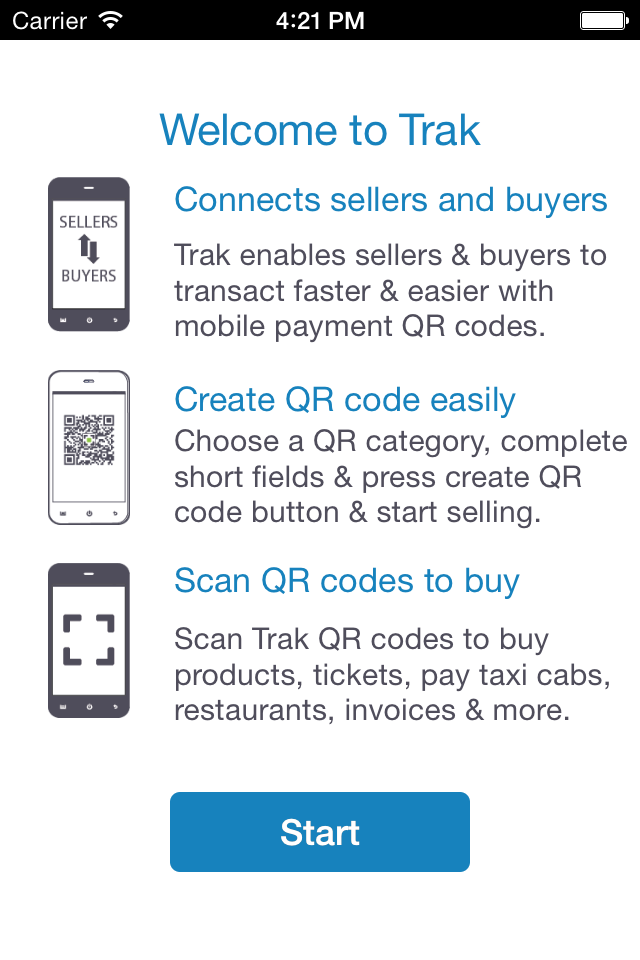 Carrier 4:21 PM
Welcome to Trak
SELLERS
BUYERS
Connects sellers and buyers
Trak enables sellers & buyers to
transact faster & easier with
mobile payment QR codes.
Create QR code easily
Choose a QR category, complete
short fields & press create QR
code button & start selling.
Scan QR codes to buy
Scan Trak QR codes to buy
products, tickets, pay taxi cabs,
restaurants, invoices & more.
Start